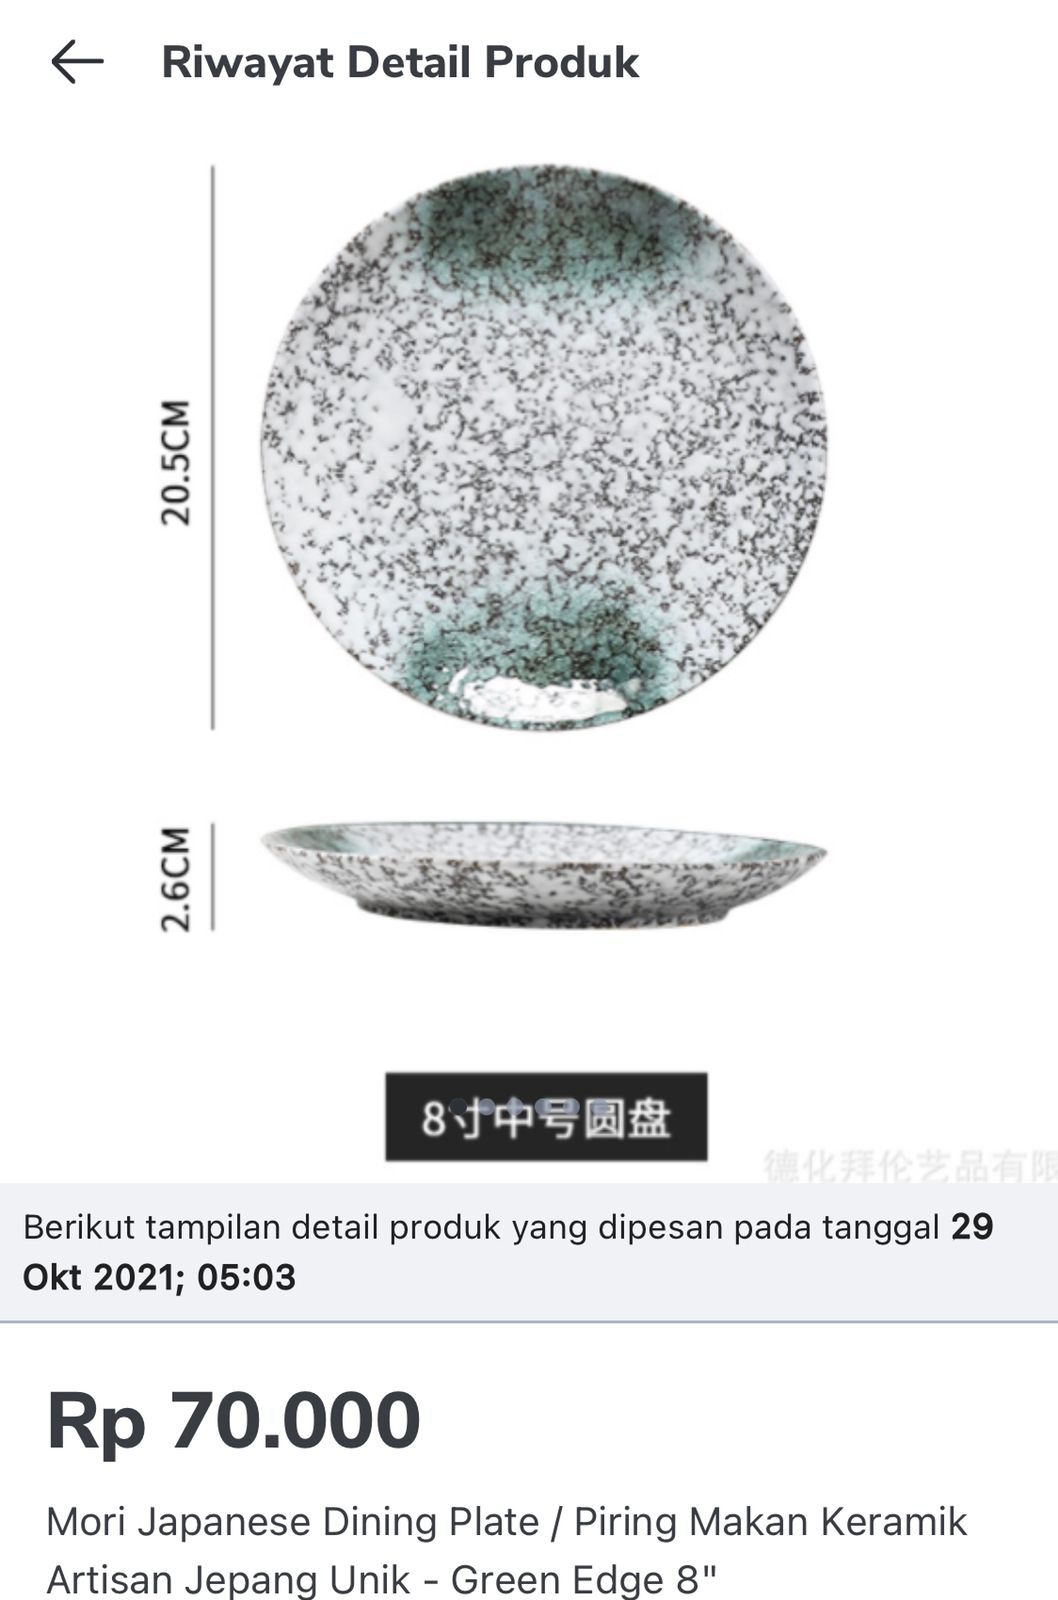 Riwayat Detail Produk
20.5CM
2.6CM
8寸中号圆盘
德化拜伦艺品有限
Berikut tampilan detail produk yang dipesan pada tanggal 29
Okt 2021; 05:03
Rp 70.000
Mori Japanese Dining Plate / Piring Makan Keramik
Artisan Jepang Unik - Green Edge 8"